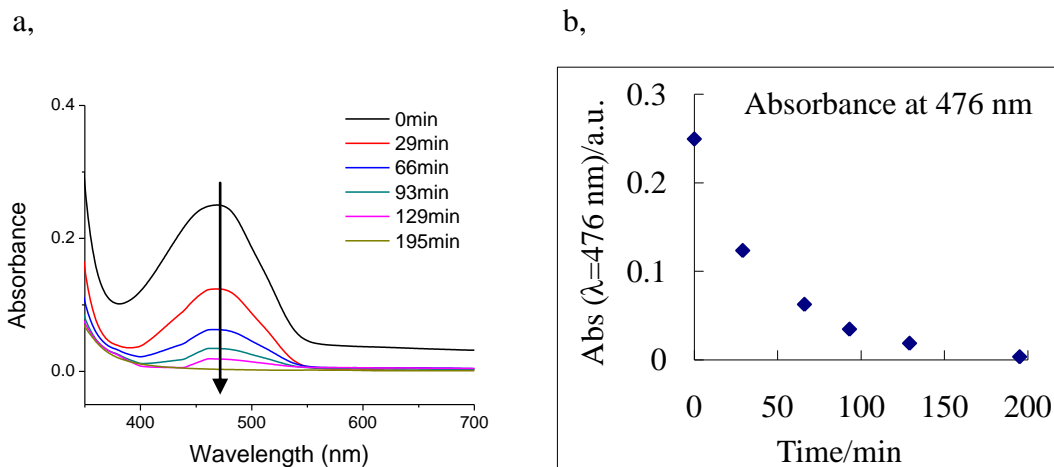 a,
0.4
0.2
0.0
Absorbance
400
500
600
700
Wavelength (nm)
0min
29min
66min
93min
129min
195min
b,
Absorbance at 476 nm
0.3
0.2
0.1
0
Abs (λ=476 nm)/a.u.
0
50
100
150
200
Time/min